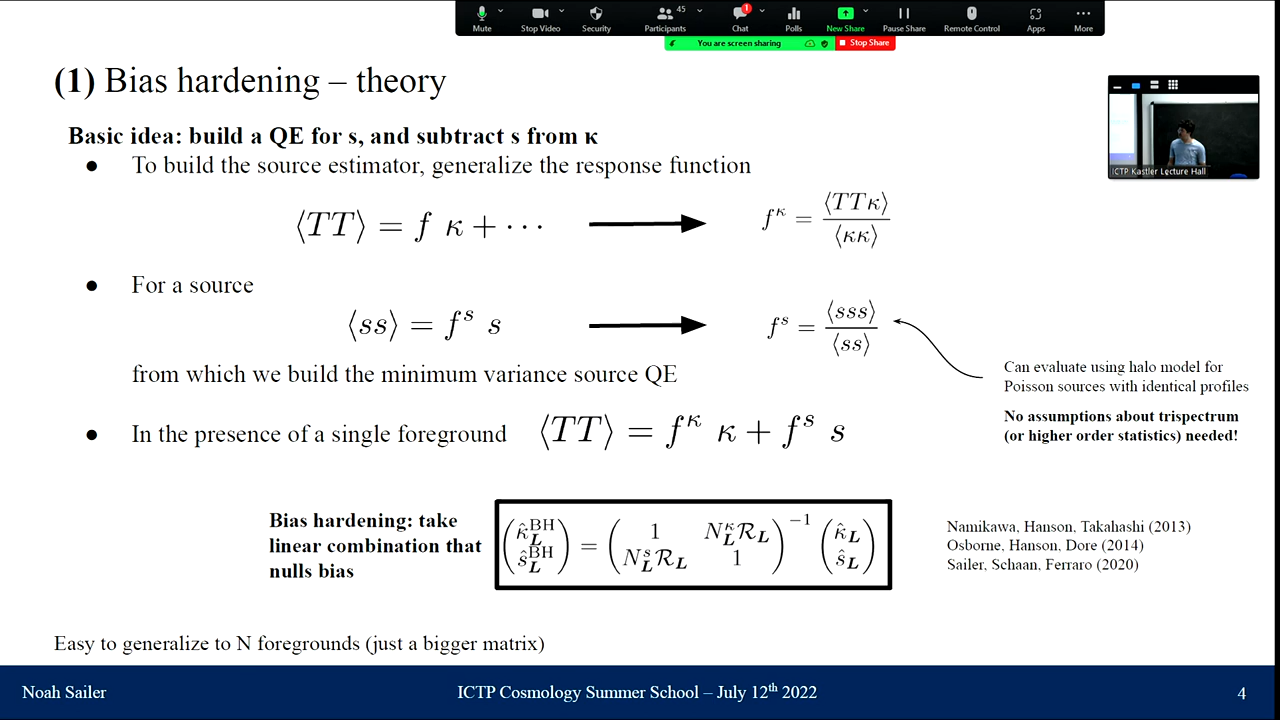 45
1
Mute
Stop Video
Security
Participants
Chat
Polls
New Share
Pause Share
Remote Control
Apps
More
You are screen sharing
Stop Share
(1) Bias hardening – theory
ICTP Kastler Lecture Hall
Basic idea: build a QE for s, and subtract s from κ
● To build the source estimator, generalize the response function
⟨TT⟩ = f κ + ··· ⟶ f^κ = ⟨TTκ⟩/⟨κκ⟩
● For a source
⟨ss⟩ = f^s s ⟶ f^s = ⟨sss⟩/⟨ss⟩
from which we build the minimum variance source QE
Can evaluate using halo model for
Poisson sources with identical profiles
No assumptions about trispectrum
(or higher order statistics) needed!
● In the presence of a single foreground ⟨TT⟩ = f^κ κ + f^s s
Bias hardening: take
linear combination that
nulls bias
(κ̂_L^BH ; ŝ_L^BH) = (1 N_L^κ R_L ; N_L^s R_L 1)^−1 (κ̂_L ; ŝ_L)
Namikawa, Hanson, Takahashi (2013)
Osborne, Hanson, Dore (2014)
Sailer, Schaan, Ferraro (2020)
Easy to generalize to N foregrounds (just a bigger matrix)
Noah Sailer
ICTP Cosmology Summer School – July 12th 2022
4